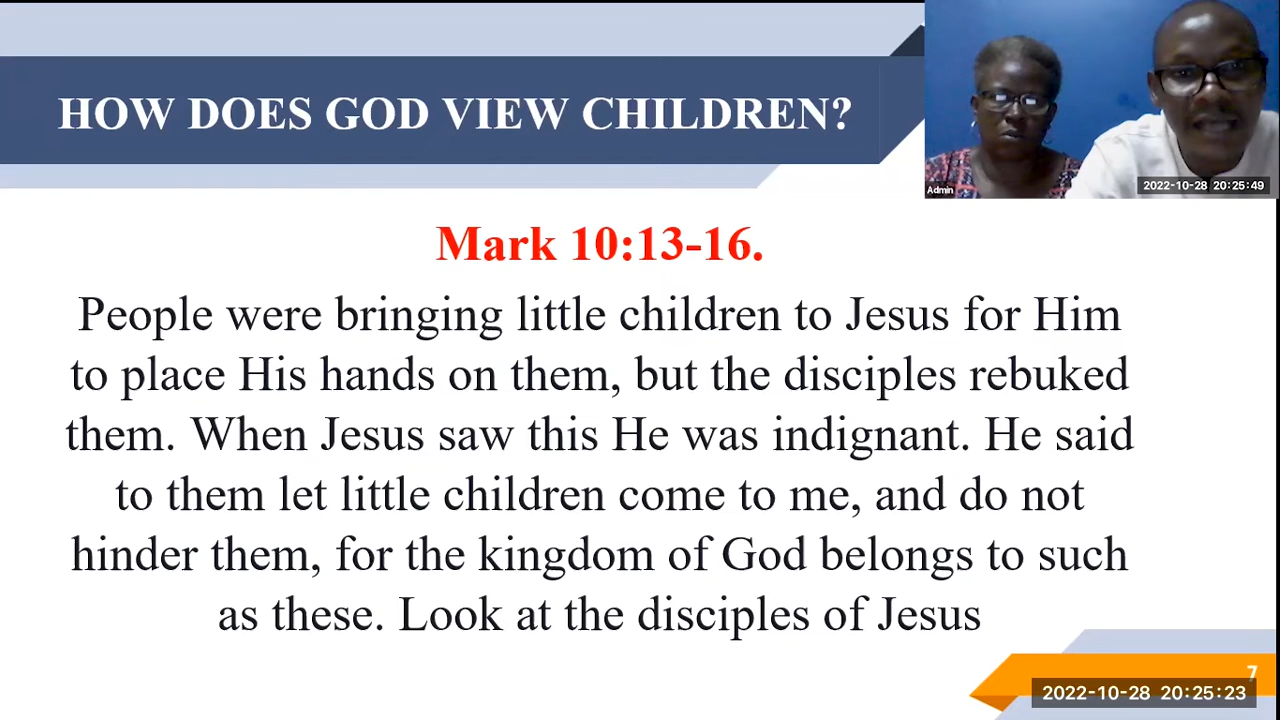 HOW DOES GOD VIEW CHILDREN?
Admin
2022-10-28 20:25:49
Mark 10:13-16.
People were bringing little children to Jesus for Him
to place His hands on them, but the disciples rebuked
them. When Jesus saw this He was indignant. He said
to them let little children come to me, and do not
hinder them, for the kingdom of God belongs to such
as these. Look at the disciples of Jesus
7
2022-10-28 20:25:23